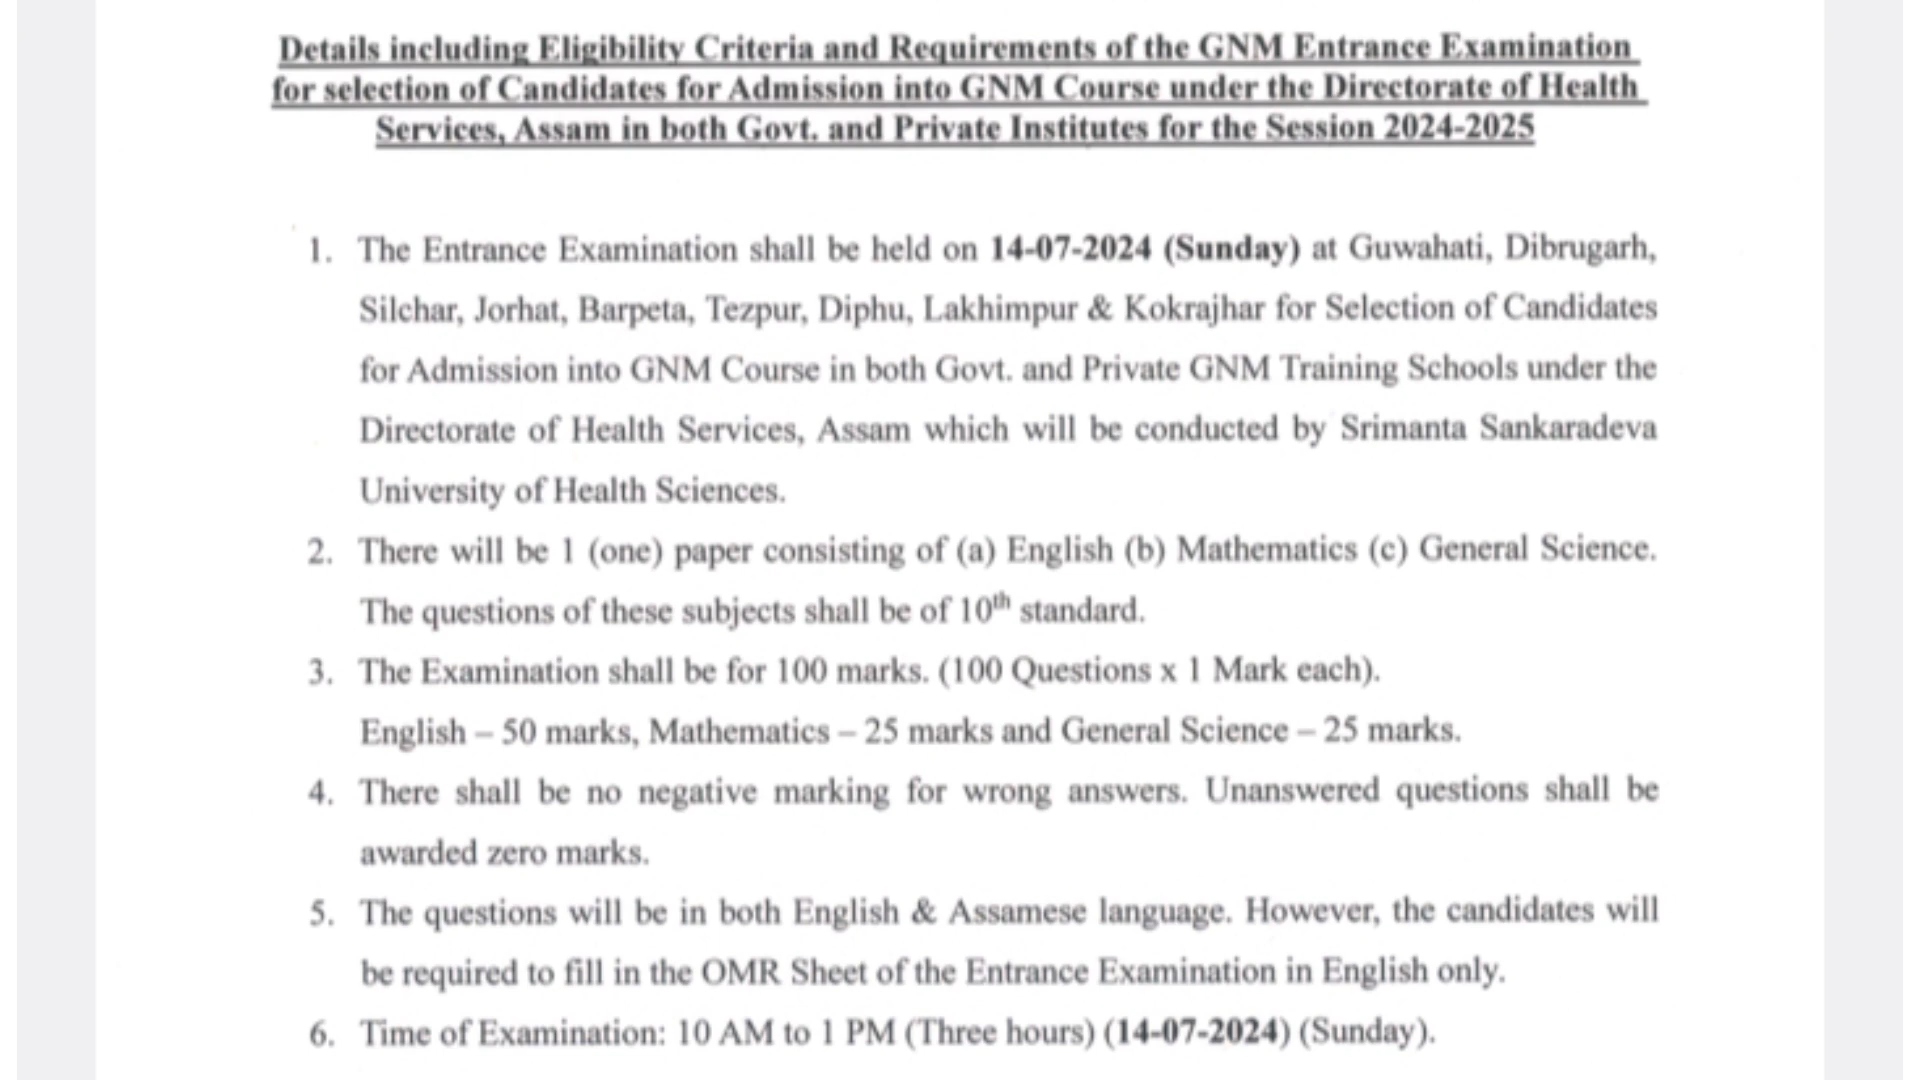 Details including Eligibility Criteria and Requirements of the GNM Entrance Examination
for selection of Candidates for Admission into GNM Course under the Directorate of Health
Services, Assam in both Govt. and Private Institutes for the Session 2024-2025
1. The Entrance Examination shall be held on 14-07-2024 (Sunday) at Guwahati, Dibrugarh,
Silchar, Jorhat, Barpeta, Tezpur, Diphu, Lakhimpur & Kokrajhar for Selection of Candidates
for Admission into GNM Course in both Govt. and Private GNM Training Schools under the
Directorate of Health Services, Assam which will be conducted by Srimanta Sankaradeva
University of Health Sciences.
2. There will be 1 (one) paper consisting of (a) English (b) Mathematics (c) General Science.
The questions of these subjects shall be of 10th standard.
3. The Examination shall be for 100 marks. (100 Questions x 1 Mark each).
English – 50 marks, Mathematics – 25 marks and General Science – 25 marks.
4. There shall be no negative marking for wrong answers. Unanswered questions shall be
awarded zero marks.
5. The questions will be in both English & Assamese language. However, the candidates will
be required to fill in the OMR Sheet of the Entrance Examination in English only.
6. Time of Examination: 10 AM to 1 PM (Three hours) (14-07-2024) (Sunday).